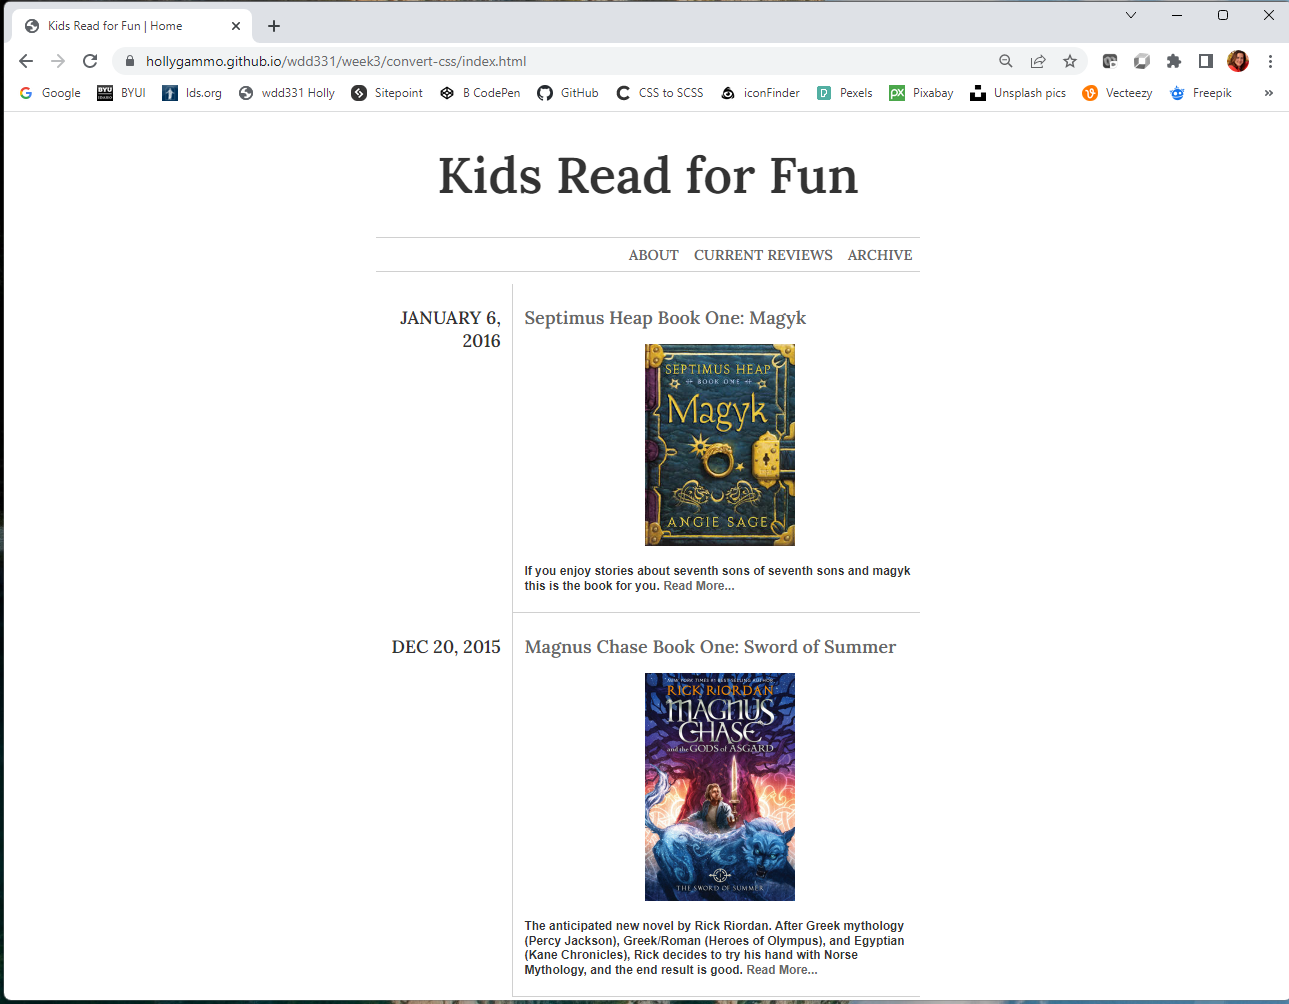 Kids Read for Fun | Home
hollygammo.github.io/wdd331/week3/convert-css/index.html
Google BYUI lds.org wdd331 Holly Sitepoint B CodePen GitHub CSS to SCSS iconFinder Pexels Pixabay Unsplash pics Vecteezy Freepik »
Kids Read for Fun
ABOUT CURRENT REVIEWS ARCHIVE
JANUARY 6,
2016
Septimus Heap Book One: Magyk
SEPTIMUS HEAP
BOOK ONE
Magyk
ANGIE SAGE
If you enjoy stories about seventh sons of seventh sons and magyk
this is the book for you. Read More...
DEC 20, 2015
Magnus Chase Book One: Sword of Summer
NEW YORK TIMES #1 BEST-SELLING AUTHOR
RICK RIORDAN
MAGNUS
CHASE
and the GODS of ASGARD
THE SWORD OF SUMMER
The anticipated new novel by Rick Riordan. After Greek mythology
(Percy Jackson), Greek/Roman (Heroes of Olympus), and Egyptian
(Kane Chronicles), Rick decides to try his hand with Norse
Mythology, and the end result is good. Read More...